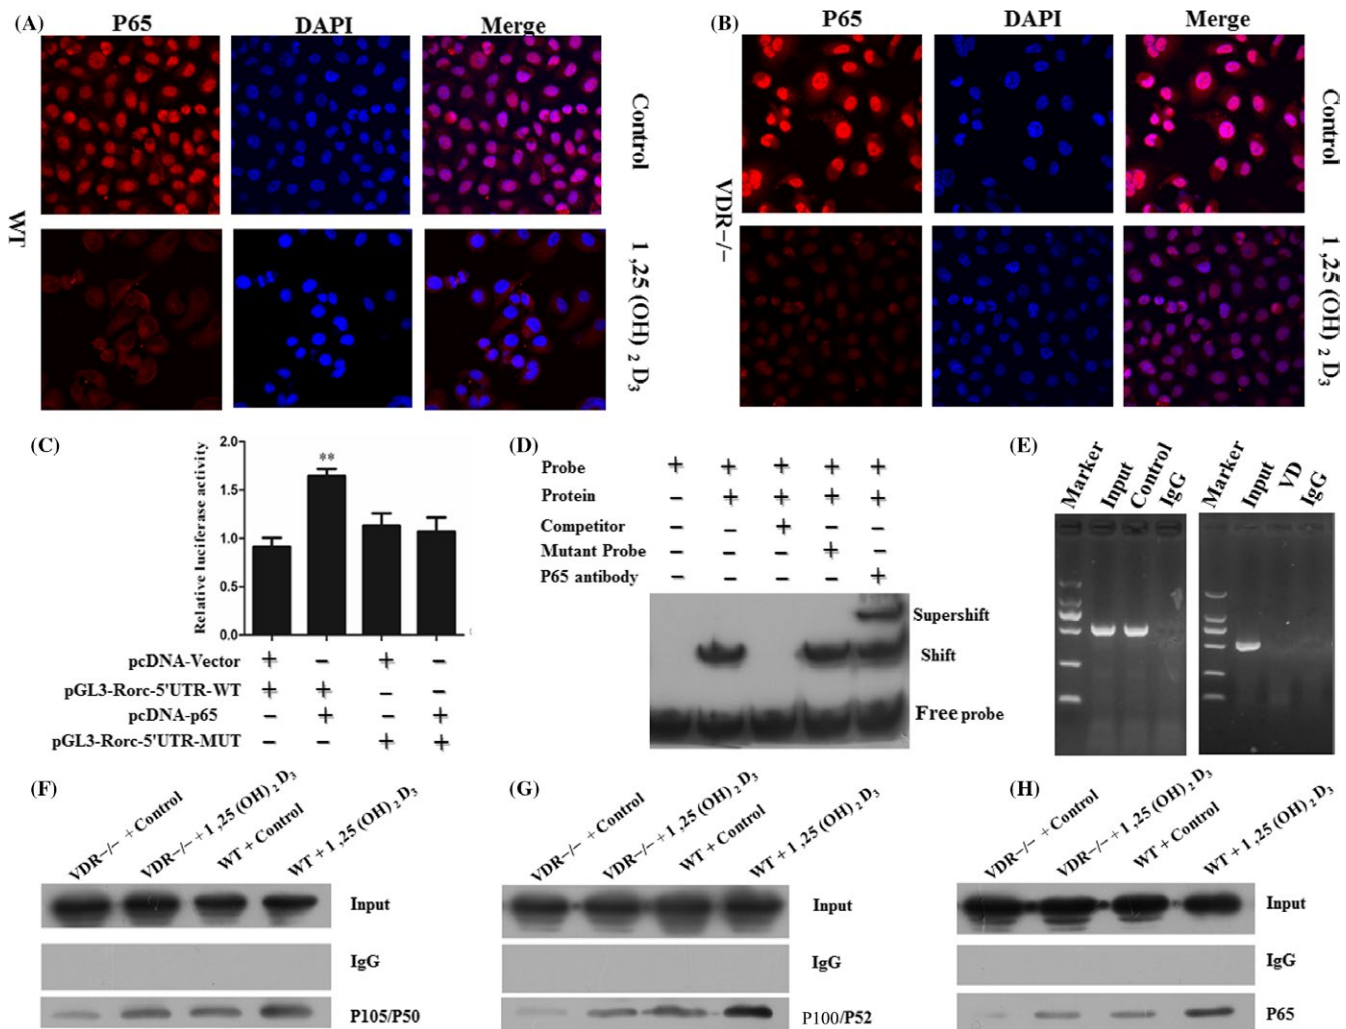 (A)
P65 DAPI Merge
Control
WT
1 ,25 (OH) 2 D3
(B)
P65 DAPI Merge
Control
VDR−/−
1 ,25 (OH) 2 D3
(C)
Relative luciferase activity
2.0
1.5
1.0
0.5
0.0
**
pcDNA-Vector + − + −
pGL3-Rorc-5'UTR-WT + + − −
pcDNA-p65 − + − +
pGL3-Rorc-5'UTR-MUT − − + +
(D)
Probe + + + + +
Protein − + + + +
Competitor − − + − −
Mutant Probe − − − + −
P65 antibody − − − − +
Supershift
Shift
Free probe
(E)
Marker Input Control IgG
Marker Input VD IgG
(F)
VDR−/− + Control VDR−/− +1 ,25 (OH) 2 D3 WT + Control WT + 1 ,25 (OH) 2 D3
Input
IgG
P105/P50
(G)
VDR−/− + Control VDR−/− + 1 ,25 (OH) 2 D3 WT + Control WT + 1 ,25 (OH) 2 D3
Input
IgG
P100/P52
(H)
VDR−/− + Control VDR−/− +1 ,25 (OH) 2 D3 WT + Control WT + 1 ,25 (OH) 2 D3
Input
IgG
P65